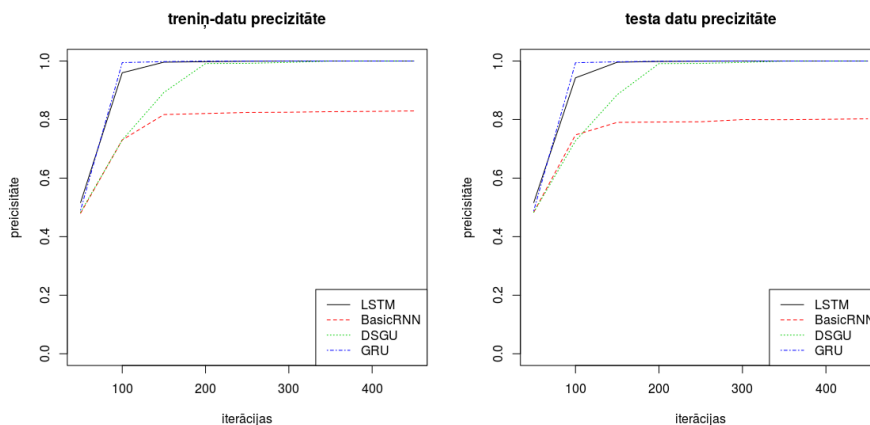 treniņ-datu precizitāte
preicisitāte
1.0
0.8
0.6
0.4
0.2
0.0
LSTM
BasicRNN
DSGU
GRU
100
200
300
400
iterācijas
testa datu precizitāte
preicisitāte
1.0
0.8
0.6
0.4
0.2
0.0
LSTM
BasicRNN
DSGU
GRU
100
200
300
400
iterācijas